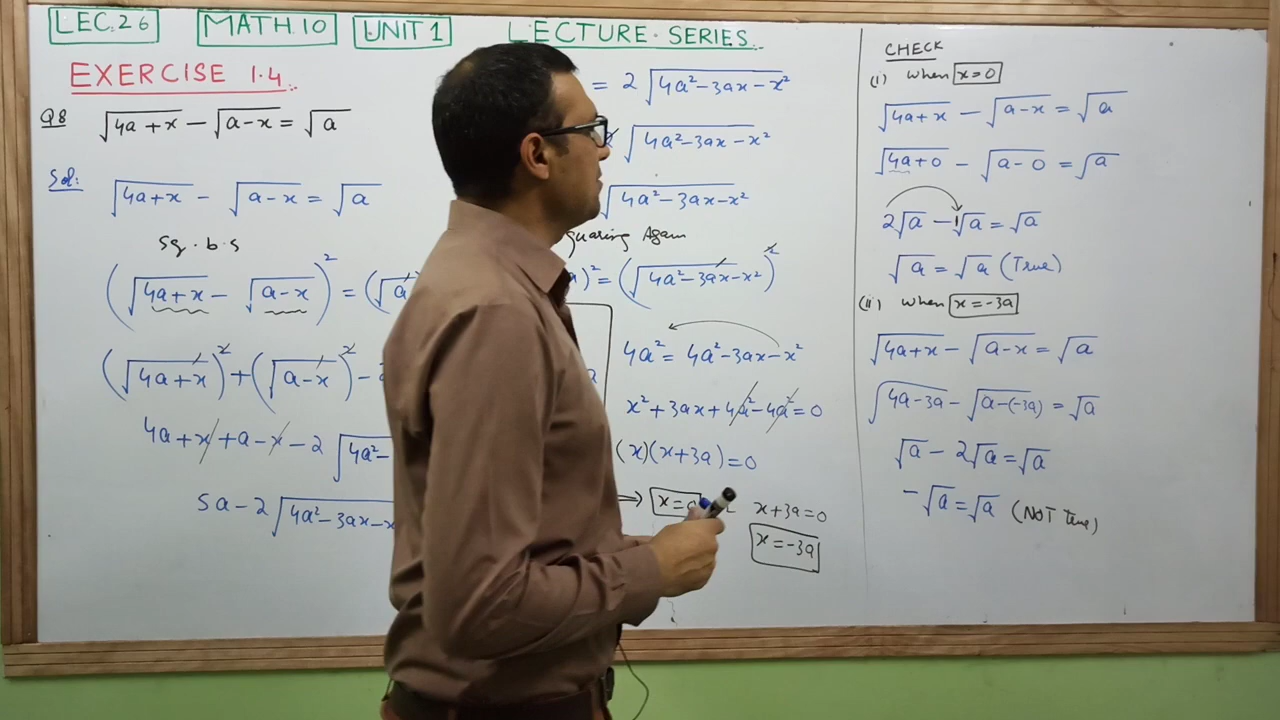 LEC.26 MATH.10 UNIT 1 LECTURE SERIES
EXERCISE 1.4
Q8 √(4a+x) − √(a−x) = √a
Sol: √(4a+x) − √(a−x) = √a
Sq. b.s
(√(4a+x) − √(a−x))² = (√a
(√(4a+x))² + (√(a−x))² −
4a + x + a − x − 2√(4a²−
5a − 2√(4a²−3ax−x
= 2√(4a²−3ax−x²)
√(4a²−3ax−x²)
√(4a²−3ax−x²)
Again
)² = (√(4a²−3ax−x²))²
4a² = 4a²−3ax−x²
x²+3ax+4a²−4a²=0
(x)(x+3a)=0
⇒ x= x+3a=0
x=−3a
CHECK
(i) when x=0
√(4a+x) − √(a−x) = √a
√(4a+0) − √(a−0) = √a
2√a − 1√a = √a
√a = √a (True)
(ii) when x=−3a
√(4a+x) − √(a−x) = √a
√(4a−3a) − √(a−(−3a)) = √a
√a − 2√a = √a
−√a = √a (NOT True)